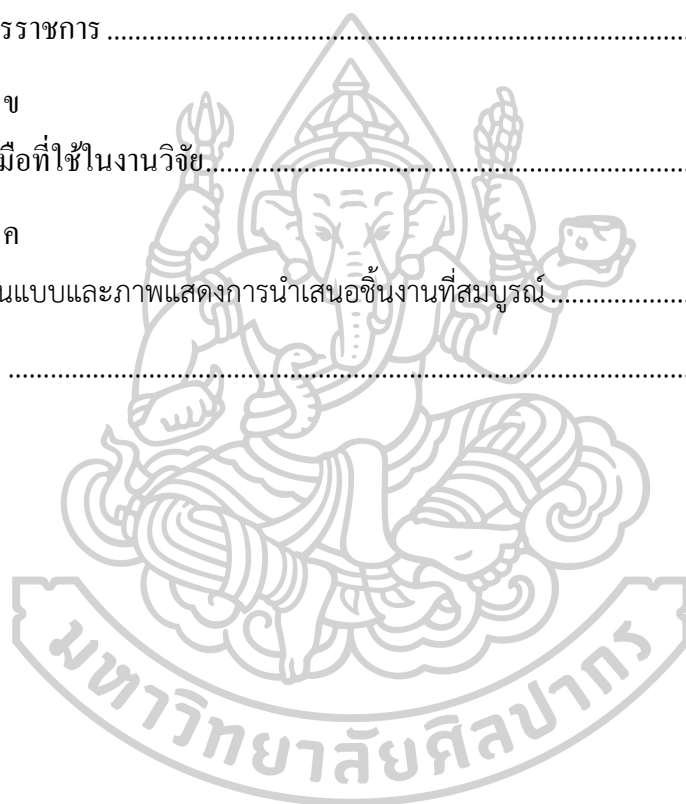 รราชการ ................................................................................
ข
มือที่ใช้ในงานวิจัย................................................................
ค
นแบบและภาพแสดงการนำเสนอชิ้นงานที่สมบูรณ์ ...................
................................................................................................
มหาวิทยาลัยศิลปากร